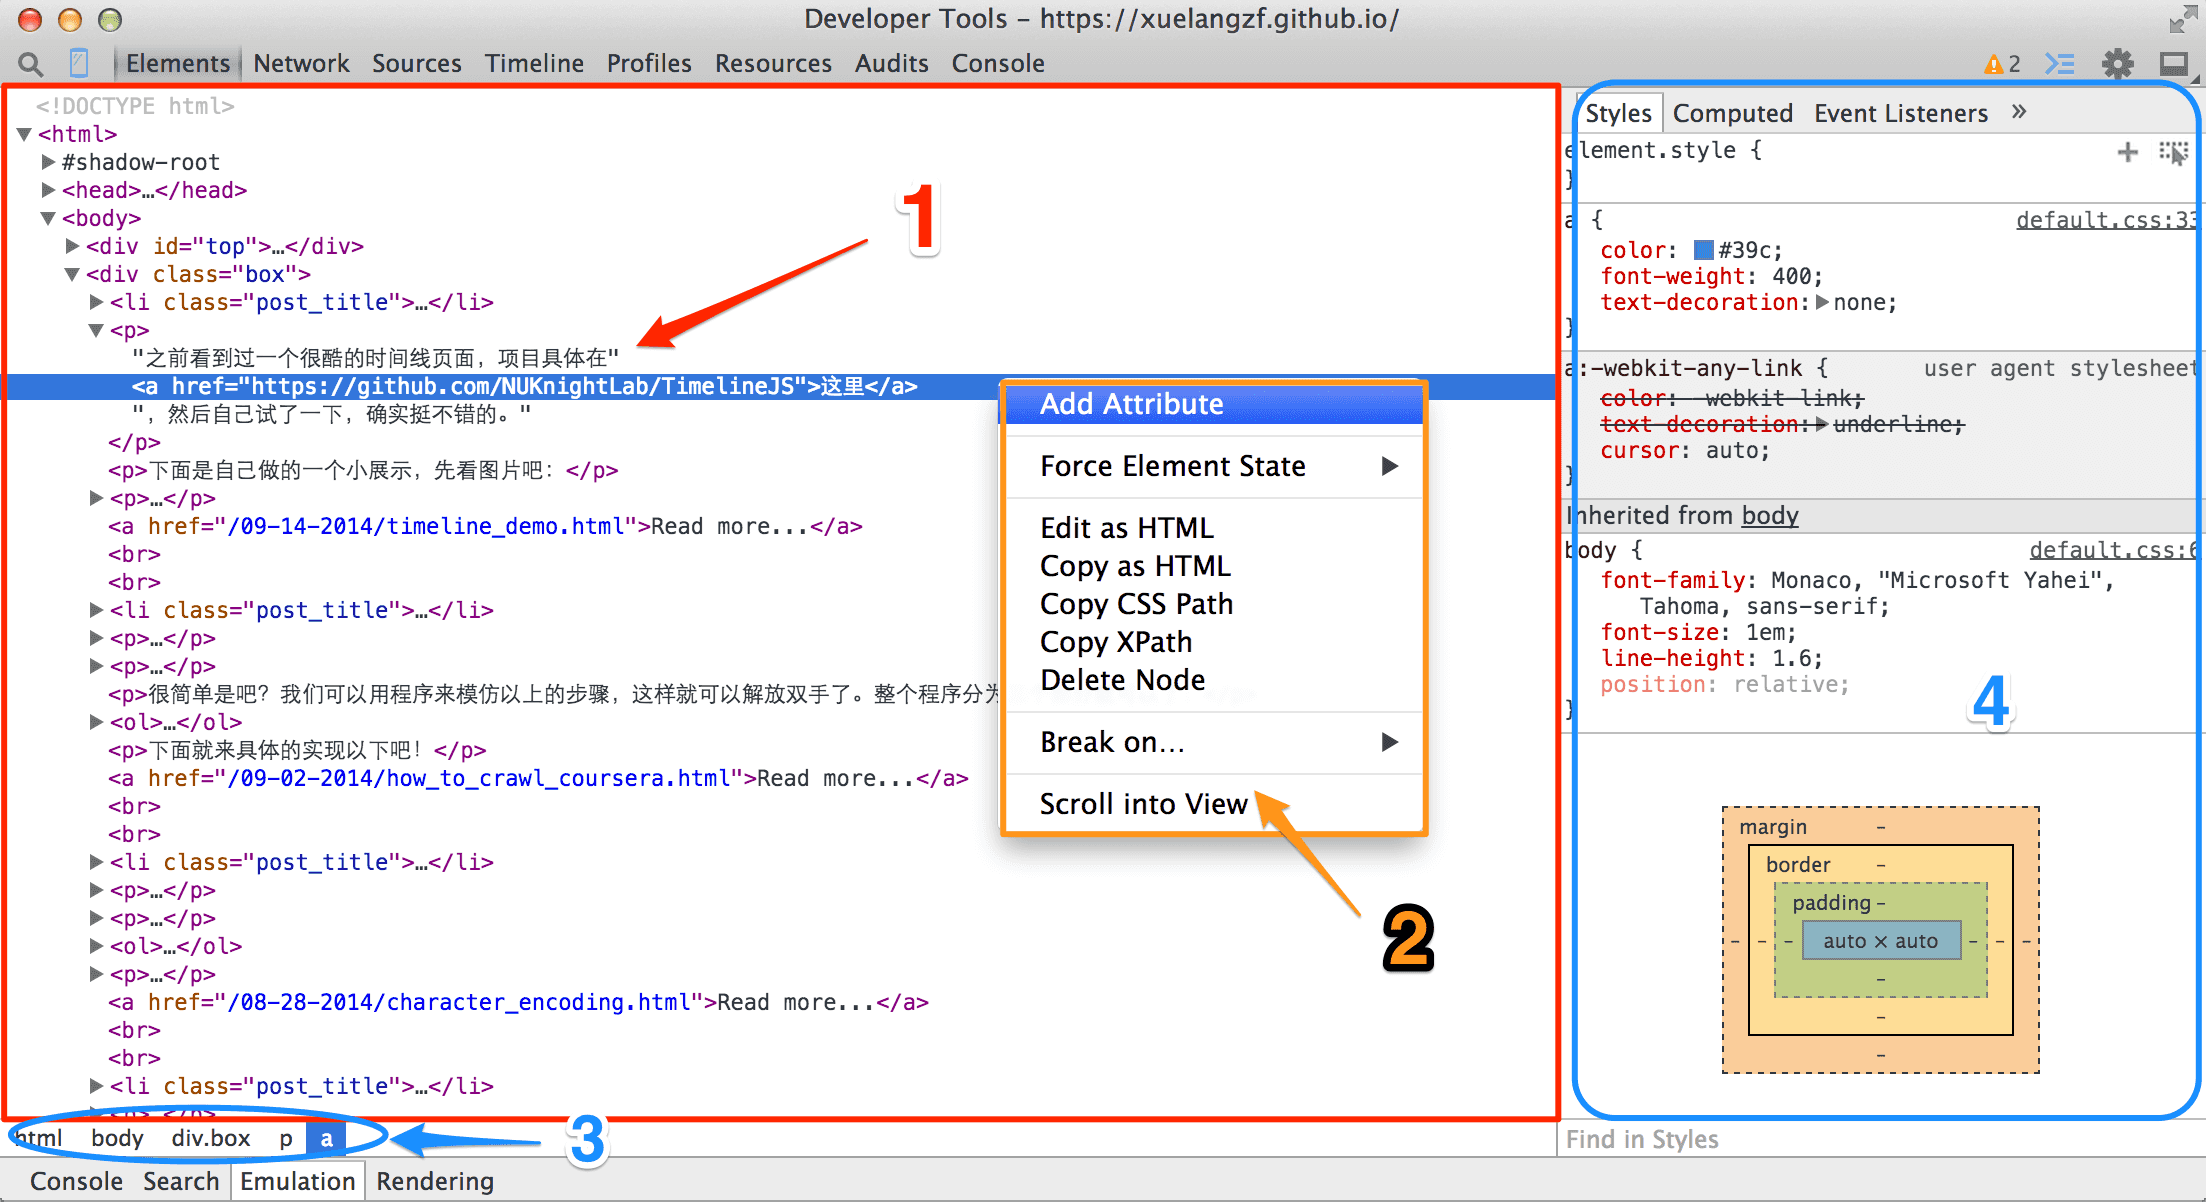 Developer Tools - https://xuelangzf.github.io/
Elements Network Sources Timeline Profiles Resources Audits Console
2
<!DOCTYPE html>
▼<html>
▶#shadow-root
▶<head>…</head>
▼<body>
▶<div id="top">…</div>
▼<div class="box">
▶<li class="post_title">…</li>
▼<p>
"之前看到过一个很酷的时间线页面，项目具体在"
<a href="https://github.com/NUKnightLab/TimelineJS">这里</a>
"，然后自己试了一下，确实挺不错的。"
</p>
<p>下面是自己做的一个小展示，先看图片吧：</p>
▶<p>…</p>
<a href="/09-14-2014/timeline_demo.html">Read more...</a>
<br>
<br>
▶<li class="post_title">…</li>
▶<p>…</p>
▶<p>…</p>
<p>很简单是吧？我们可以用程序来模仿以上的步骤，这样就可以解放双手了。整个程序分为
▶<ol>…</ol>
<p>下面就来具体的实现以下吧！</p>
<a href="/09-02-2014/how_to_crawl_coursera.html">Read more...</a>
<br>
<br>
▶<li class="post_title">…</li>
▶<p>…</p>
▶<p>…</p>
▶<ol>…</ol>
▶<p>…</p>
<a href="/08-28-2014/character_encoding.html">Read more...</a>
<br>
<br>
▶<li class="post_title">…</li>
▶<p>…</p>
html body div.box p a
1
Add Attribute
Force Element State ▶
Edit as HTML
Copy as HTML
Copy CSS Path
Copy XPath
Delete Node
Break on… ▶
Scroll into View
2
3
Styles Computed Event Listeners »
element.style {
}
a { default.css:33
color: #39c;
font-weight: 400;
text-decoration:▶none;
}
a:-webkit-any-link { user agent stylesheet
color: -webkit-link;
text-decoration:▶underline;
cursor: auto;
}
Inherited from body
body { default.css:6
font-family: Monaco, "Microsoft Yahei",
Tahoma, sans-serif;
font-size: 1em;
line-height: 1.6;
position: relative;
}
4
margin -
border -
padding -
- - - auto × auto - - -
-
-
-
Find in Styles
Console Search Emulation Rendering